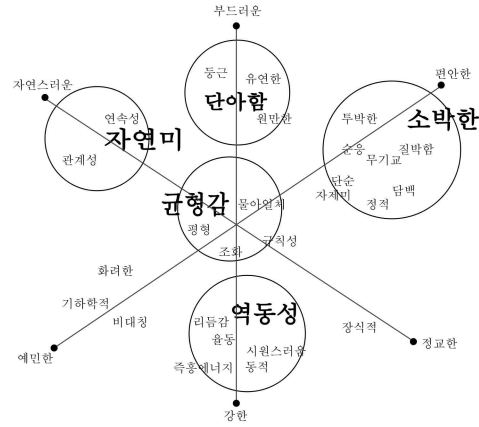 부드러운
둥근
유연한
단아함
원만한
자연스러운
연속성
자연미
관계성
편안한
소박한
투박한
순응
질박함
무기교
단순
자제미
담백
정적
균형감
물아일체
평형
조화
규칙성
화려한
기하학적
비대칭
예민한
역동성
리듬감
율동
시원스러움
즉흥에너지
동적
강한
장식적
정교한